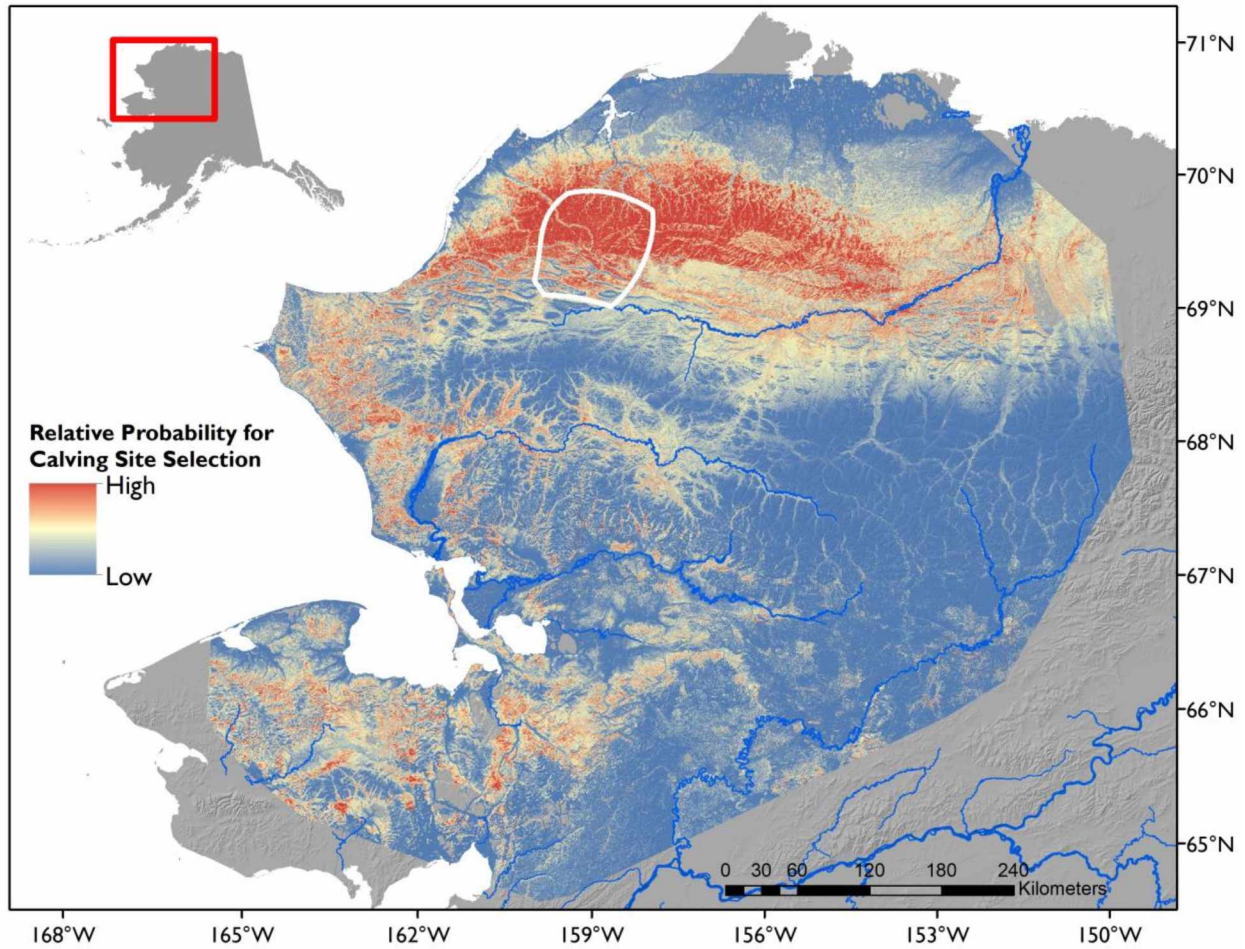 71°N
70°N
69°N
68°N
67°N
66°N
65°N
Relative Probability for
Calving Site Selection
High
Low
0 30 60 120 180 240
Kilometers
168°W 165°W 162°W 159°W 156°W 153°W 150°W